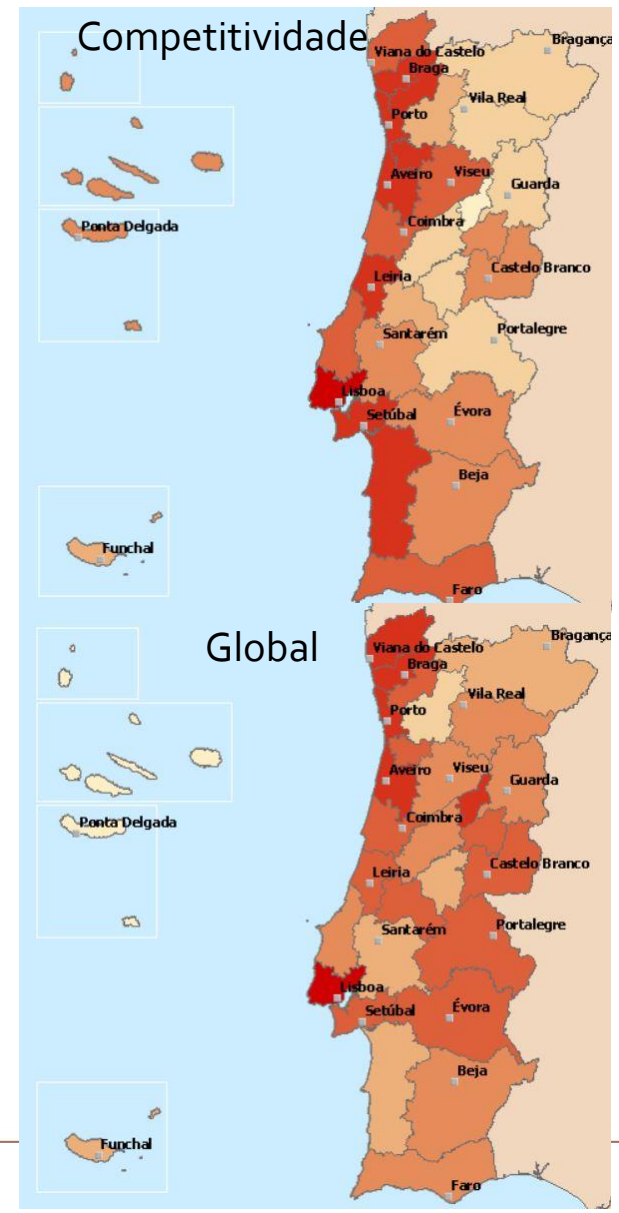 Competitividade
Viana do Castelo
Bragança
Braga
Vila Real
Porto
Aveiro
Viseu
Guarda
Ponta Delgada
Coimbra
Castelo Branco
Leiria
Santarém
Portalegre
Lisboa
Setúbal
Évora
Beja
Funchal
Faro
Global
Viana do Castelo
Bragança
Braga
Vila Real
Porto
Aveiro
Viseu
Guarda
Ponta Delgada
Coimbra
Castelo Branco
Leiria
Santarém
Portalegre
Lisboa
Setúbal
Évora
Beja
Funchal
Faro